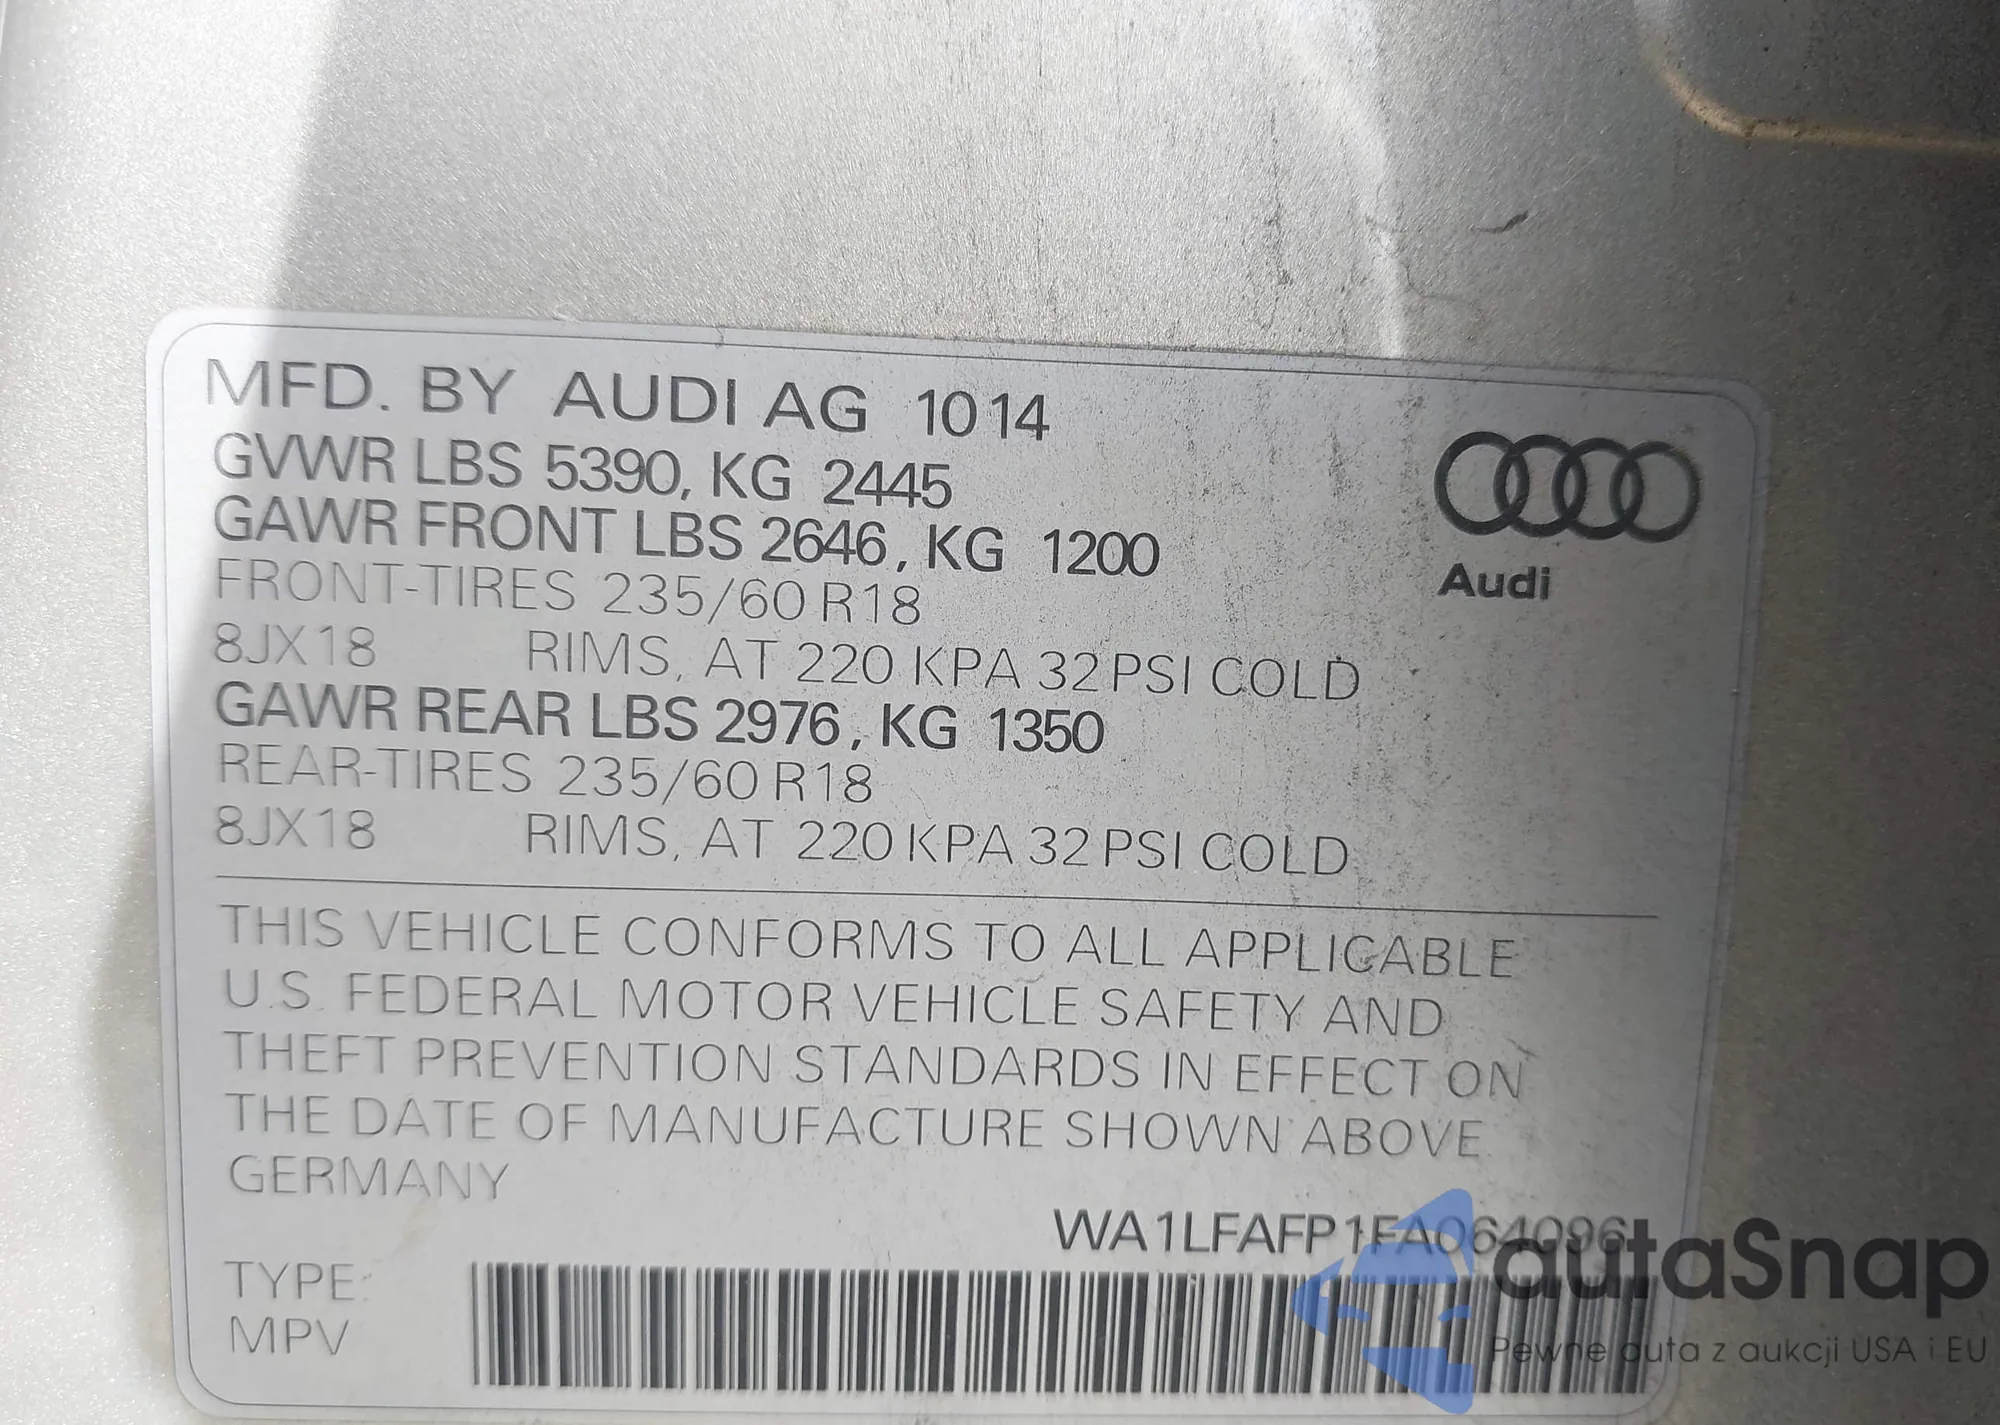 MFD. BY AUDI AG 1014
GVWR LBS 5390, KG 2445
GAWR FRONT LBS 2646, KG 1200
FRONT-TIRES 235/60 R18
8JX18 RIMS, AT 220 KPA 32 PSI COLD
GAWR REAR LBS 2976, KG 1350
REAR-TIRES 235/60 R18
8JX18 RIMS, AT 220 KPA 32 PSI COLD
Audi
THIS VEHICLE CONFORMS TO ALL APPLICABLE
U.S. FEDERAL MOTOR VEHICLE SAFETY AND
THEFT PREVENTION STANDARDS IN EFFECT ON
THE DATE OF MANUFACTURE SHOWN ABOVE
GERMANY
WA1LFAFP1FA064096
TYPE:
MPV
autaSnap
Pewne auta z aukcji USA i EU